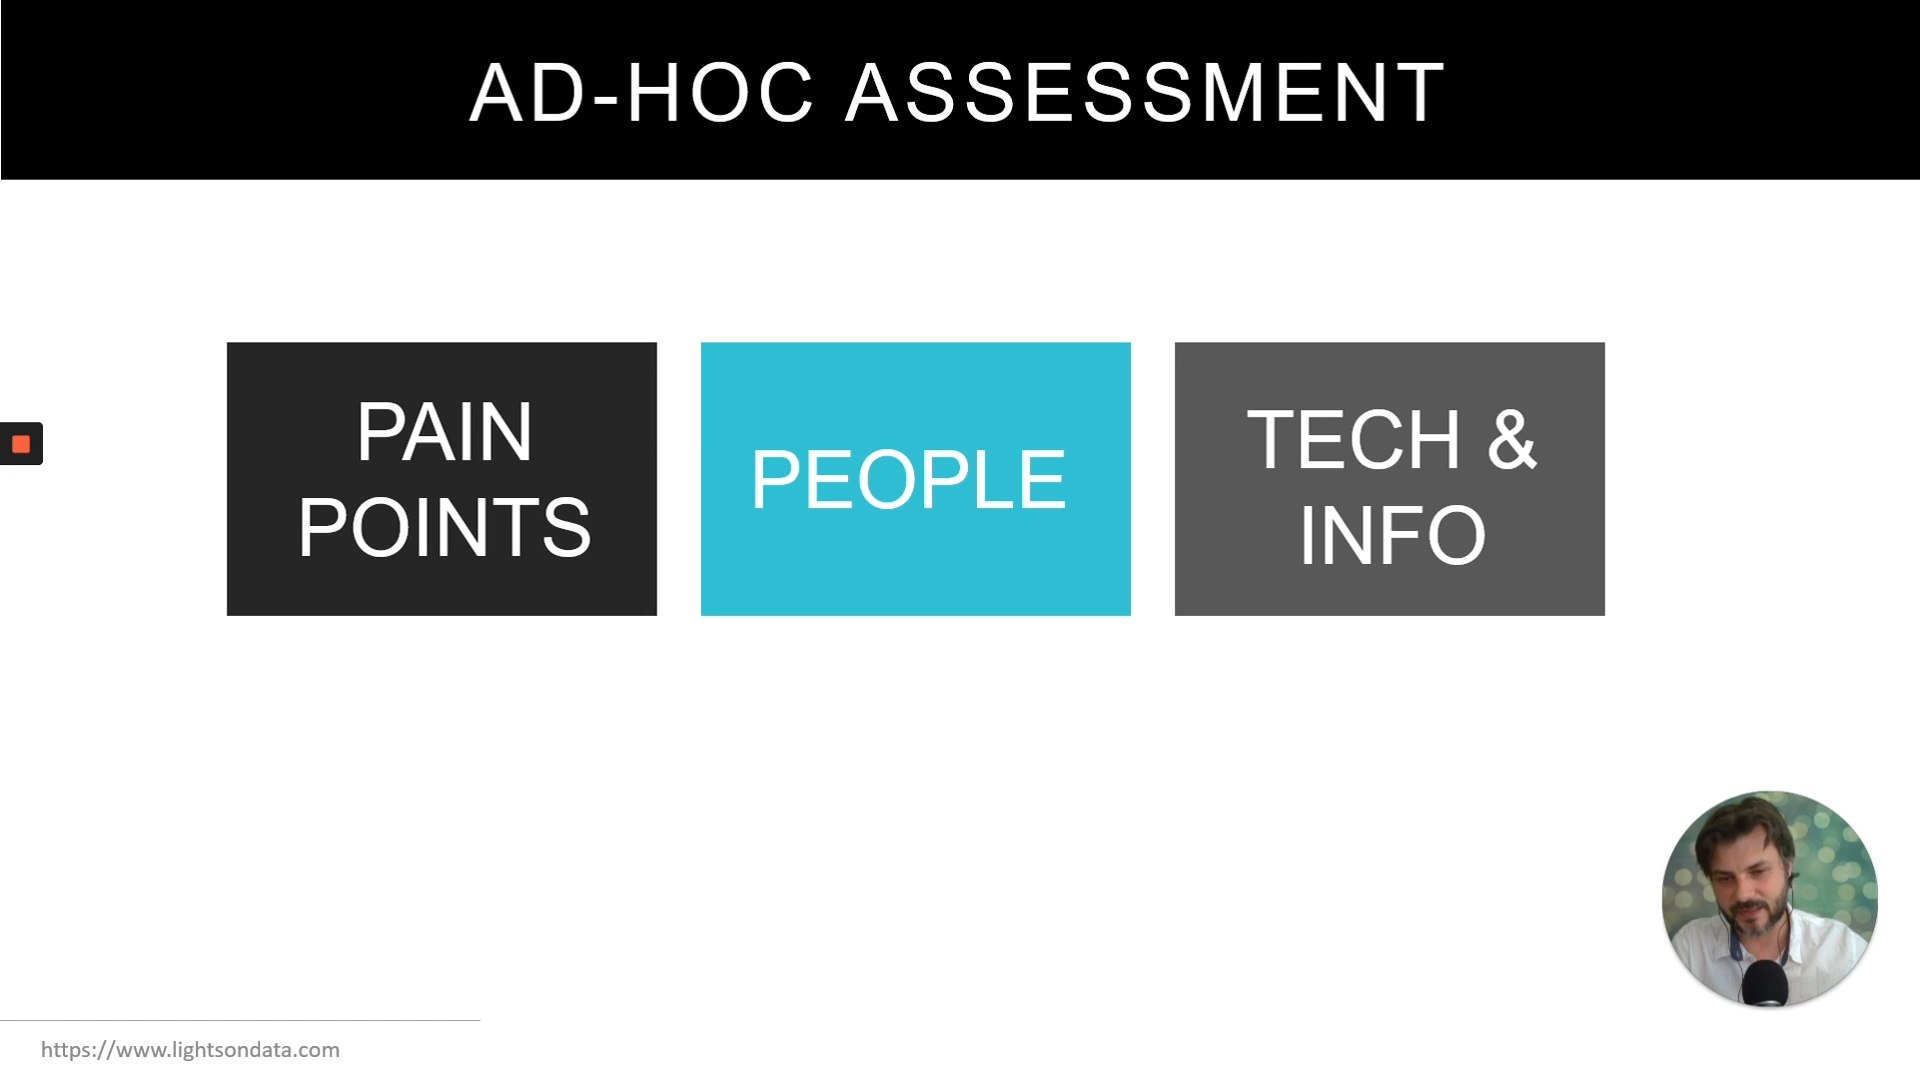 AD-HOC ASSESSMENT
PAIN
POINTS
PEOPLE
TECH &
INFO
https://www.lightsondata.com